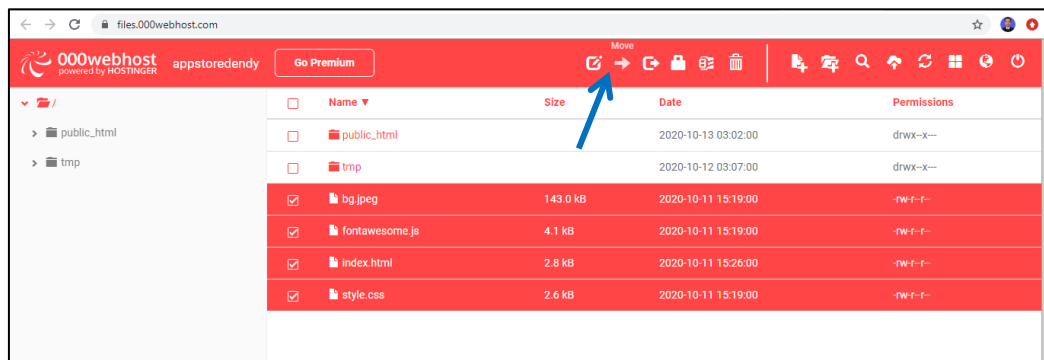 files.000webhost.com
000webhost
powered by HOSTINGER
appstoredendy
Go Premium
Move
/
public_html
tmp
Name ▼ Size Date Permissions
public_html 2020-10-13 03:02:00 drwx--x---
tmp 2020-10-12 03:07:00 drwx--x---
bg.jpeg 143.0 kB 2020-10-11 15:19:00 -rw-r--r--
fontawesome.js 4.1 kB 2020-10-11 15:19:00 -rw-r--r--
index.html 2.8 kB 2020-10-11 15:26:00 -rw-r--r--
style.css 2.6 kB 2020-10-11 15:19:00 -rw-r--r--